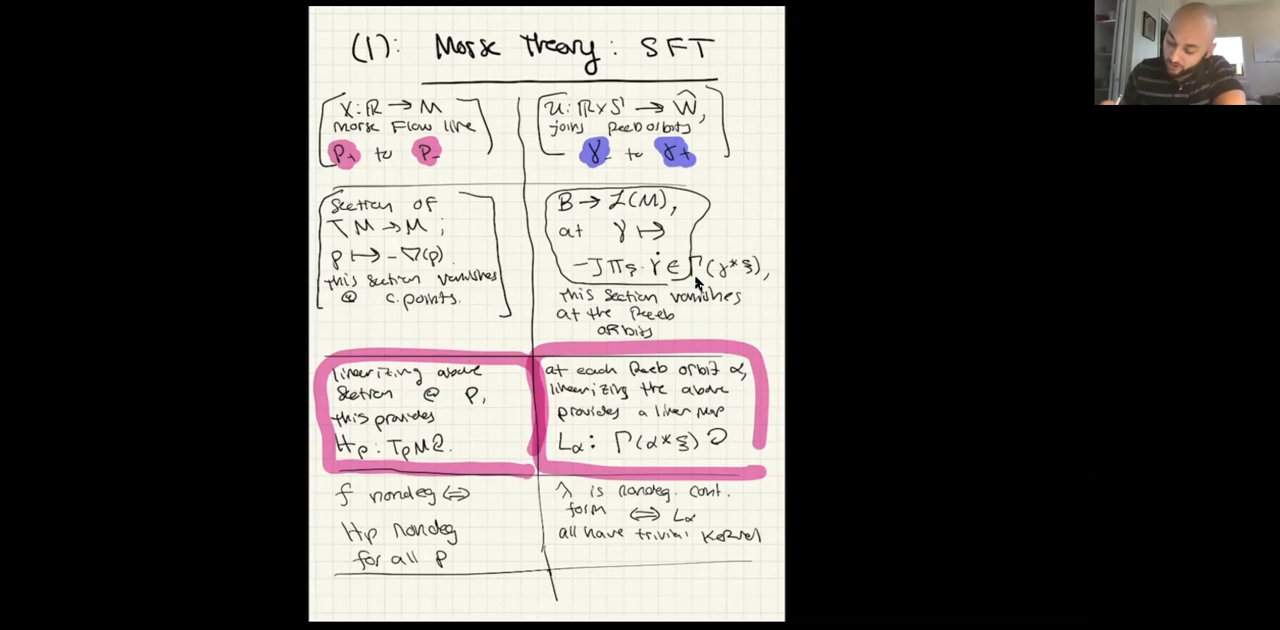 (1): Morse Theory: SFT
γ: ℝ → M
Morse Flow line
P+ to P-
u: ℝ×S¹ → Ŵ,
joins Reeb orbits
γ- to γ+
Section of
TM → M;
p ↦ -∇(p).
this section vanishes
@ c. points.
B → 𝓛(M),
at γ ↦
-Jπξ·γ̇ ∈ Γ(γ*ξ),
this section vanishes
at the Reeb
orbits
linearizing above
section @ P,
this provides
Hp: TpM↺.
at each Reeb orbit α,
linearizing the above
provides a linear map
Lα: Γ(α*ξ)↺
f nondeg ⇔
Hp nondeg
for all P
λ is nondeg. cont.
form ⇔ Lα
all have trivial kernel